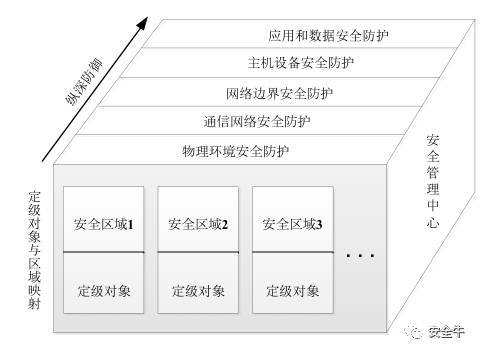 应用和数据安全防护
主机设备安全防护
网络边界安全防护
通信网络安全防护
物理环境安全防护
纵深防御
安全管理中心
定级对象与区域映射
安全区域1
安全区域2
安全区域3
...
定级对象
定级对象
定级对象
安全牛